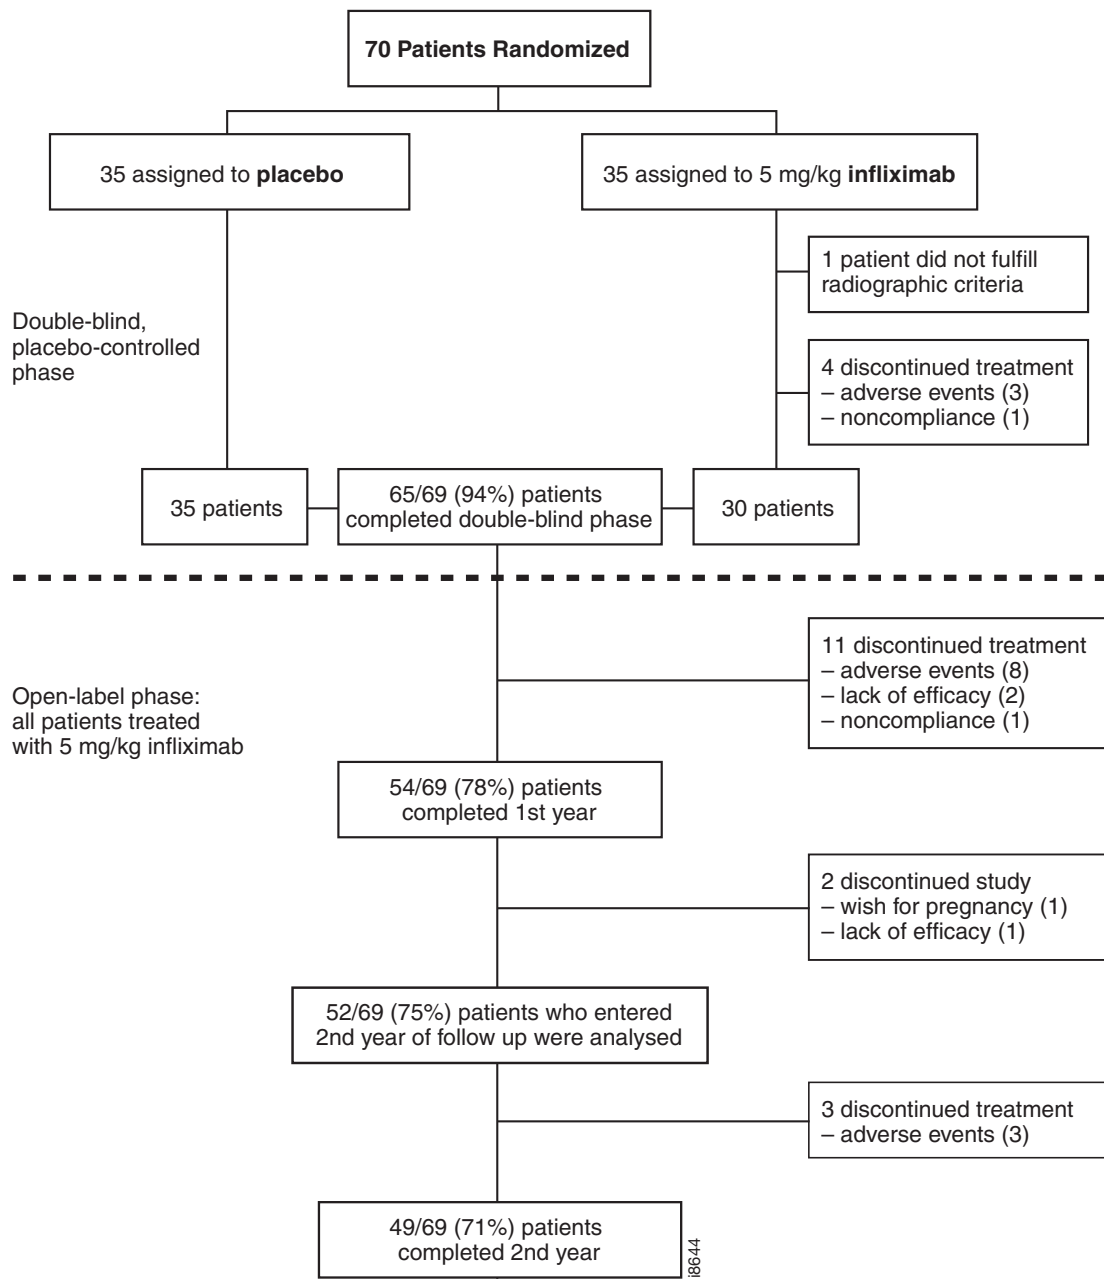 70 Patients Randomized
35 assigned to placebo
35 assigned to 5 mg/kg infliximab
1 patient did not fulfill
radiographic criteria
Double-blind,
placebo-controlled
phase
4 discontinued treatment
– adverse events (3)
– noncompliance (1)
35 patients
65/69 (94%) patients
completed double-blind phase
30 patients
11 discontinued treatment
– adverse events (8)
– lack of efficacy (2)
– noncompliance (1)
Open-label phase:
all patients treated
with 5 mg/kg infliximab
54/69 (78%) patients
completed 1st year
2 discontinued study
– wish for pregnancy (1)
– lack of efficacy (1)
52/69 (75%) patients who entered
2nd year of follow up were analysed
3 discontinued treatment
– adverse events (3)
49/69 (71%) patients
completed 2nd year
i8644